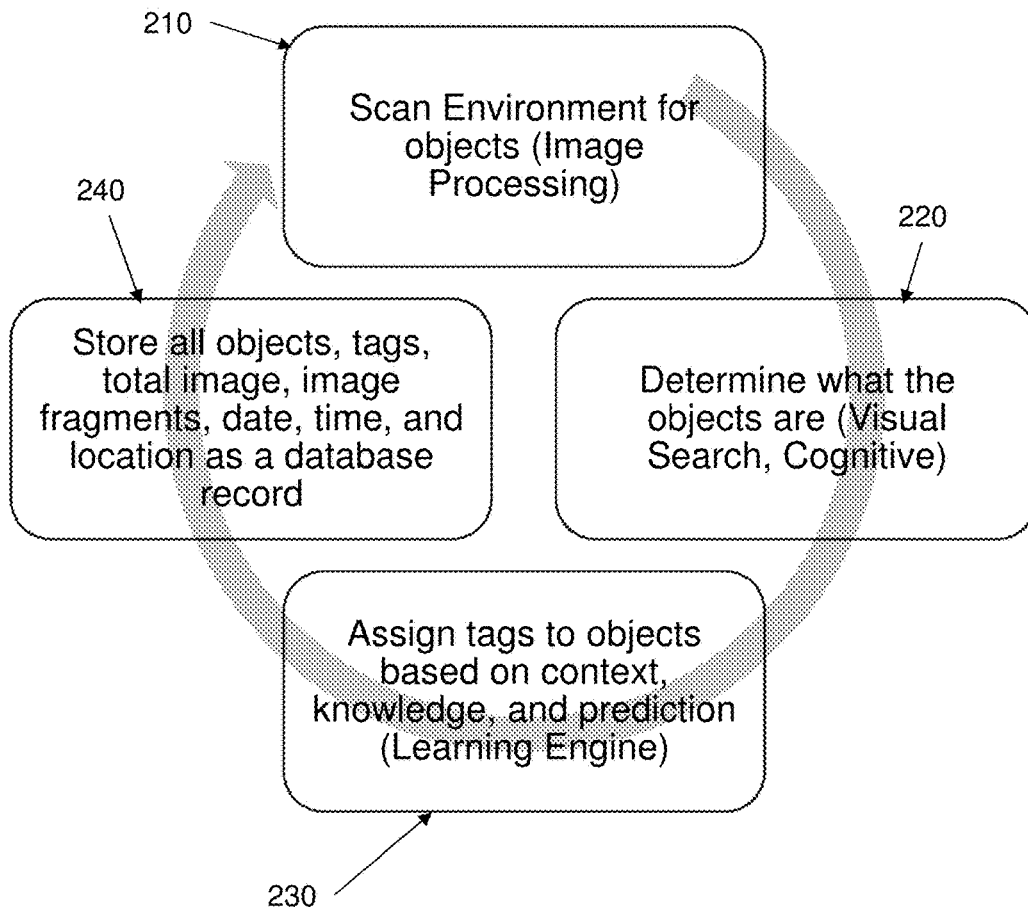 210
Scan Environment for
objects (Image
Processing)
220
Determine what the
objects are (Visual
Search, Cognitive)
230
Assign tags to objects
based on context,
knowledge, and prediction
(Learning Engine)
240
Store all objects, tags,
total image, image
fragments, date, time, and
location as a database
record